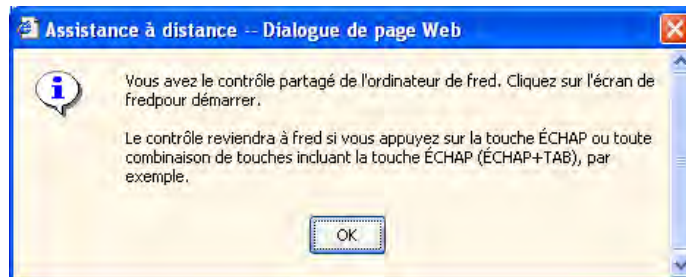 Assistance à distance -- Dialogue de page Web
Vous avez le contrôle partagé de l'ordinateur de fred. Cliquez sur l'écran de
fredpour démarrer.
Le contrôle reviendra à fred si vous appuyez sur la touche ÉCHAP ou toute
combinaison de touches incluant la touche ÉCHAP (ÉCHAP+TAB), par
exemple.
OK